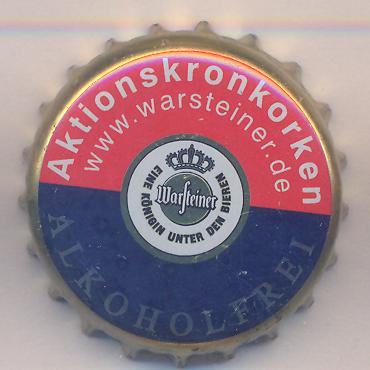 Aktionskronkorken
www.warsteiner.de
Warsteiner
EINE KÖNIGIN UNTER DEN BIEREN
ALKOHOLFREI